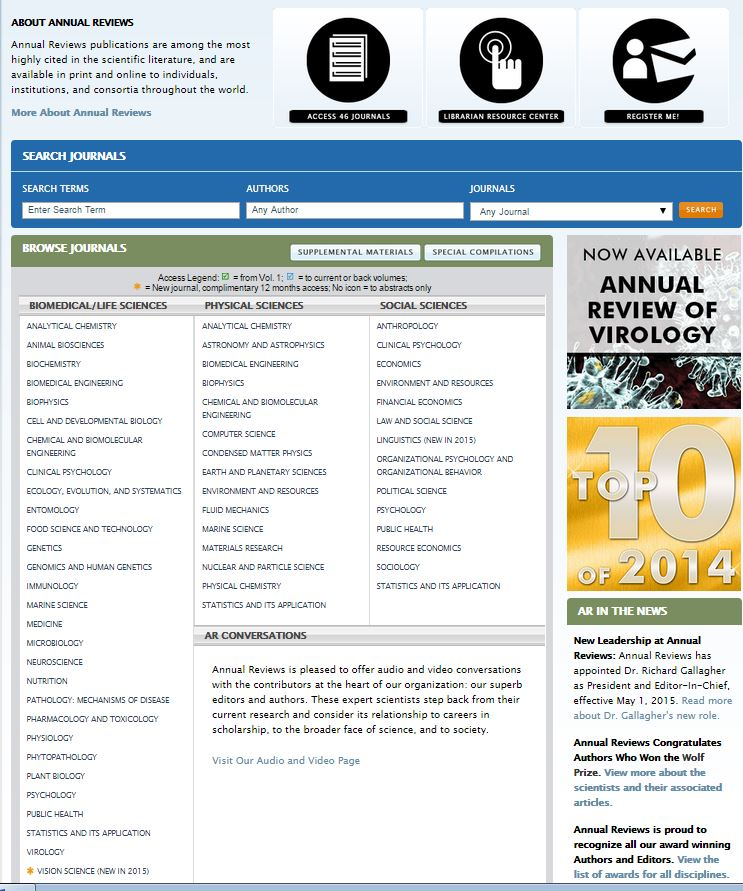 ABOUT ANNUAL REVIEWS
Annual Reviews publications are among the most
highly cited in the scientific literature, and are
available in print and online to individuals,
institutions, and consortia throughout the world.
More About Annual Reviews
ACCESS 46 JOURNALS
LIBRARIAN RESOURCE CENTER
REGISTER ME!
SEARCH JOURNALS
SEARCH TERMS
AUTHORS
JOURNALS
Enter Search Term
Any Author
Any Journal
SEARCH
BROWSE JOURNALS
SUPPLEMENTAL MATERIALS
SPECIAL COMPILATIONS
Access Legend: = from Vol. 1; = to current or back volumes;
= New journal, complimentary 12 months access; No icon = to abstracts only
BIOMEDICAL/LIFE SCIENCES
ANALYTICAL CHEMISTRY
ANIMAL BIOSCIENCES
BIOCHEMISTRY
BIOMEDICAL ENGINEERING
BIOPHYSICS
CELL AND DEVELOPMENTAL BIOLOGY
CHEMICAL AND BIOMOLECULAR
ENGINEERING
CLINICAL PSYCHOLOGY
ECOLOGY, EVOLUTION, AND SYSTEMATICS
ENTOMOLOGY
FOOD SCIENCE AND TECHNOLOGY
GENETICS
GENOMICS AND HUMAN GENETICS
IMMUNOLOGY
MARINE SCIENCE
MEDICINE
MICROBIOLOGY
NEUROSCIENCE
NUTRITION
PATHOLOGY: MECHANISMS OF DISEASE
PHARMACOLOGY AND TOXICOLOGY
PHYSIOLOGY
PHYTOPATHOLOGY
PLANT BIOLOGY
PSYCHOLOGY
PUBLIC HEALTH
STATISTICS AND ITS APPLICATION
VIROLOGY
VISION SCIENCE (NEW IN 2015)
PHYSICAL SCIENCES
ANALYTICAL CHEMISTRY
ASTRONOMY AND ASTROPHYSICS
BIOMEDICAL ENGINEERING
BIOPHYSICS
CHEMICAL AND BIOMOLECULAR
ENGINEERING
COMPUTER SCIENCE
CONDENSED MATTER PHYSICS
EARTH AND PLANETARY SCIENCES
ENVIRONMENT AND RESOURCES
FLUID MECHANICS
MARINE SCIENCE
MATERIALS RESEARCH
NUCLEAR AND PARTICLE SCIENCE
PHYSICAL CHEMISTRY
STATISTICS AND ITS APPLICATION
SOCIAL SCIENCES
ANTHROPOLOGY
CLINICAL PSYCHOLOGY
ECONOMICS
ENVIRONMENT AND RESOURCES
FINANCIAL ECONOMICS
LAW AND SOCIAL SCIENCE
LINGUISTICS (NEW IN 2015)
ORGANIZATIONAL PSYCHOLOGY AND
ORGANIZATIONAL BEHAVIOR
POLITICAL SCIENCE
PSYCHOLOGY
PUBLIC HEALTH
RESOURCE ECONOMICS
SOCIOLOGY
STATISTICS AND ITS APPLICATION
AR CONVERSATIONS
Annual Reviews is pleased to offer audio and video conversations
with the contributors at the heart of our organization: our superb
editors and authors. These expert scientists step back from their
current research and consider its relationship to careers in
scholarship, to the broader face of science, and to society.
Visit Our Audio and Video Page
NOW AVAILABLE
ANNUAL
REVIEW OF
VIROLOGY
TOP 10
OF 2014
AR IN THE NEWS
New Leadership at Annual
Reviews: Annual Reviews has
appointed Dr. Richard Gallagher
as President and Editor-In-Chief,
effective May 1, 2015. Read more
about Dr. Gallagher's new role.
Annual Reviews Congratulates
Authors Who Won the Wolf
Prize. View more about the
scientists and their associated
articles.
Annual Reviews is proud to
recognize all our award winning
Authors and Editors. View the
list of awards for all disciplines.